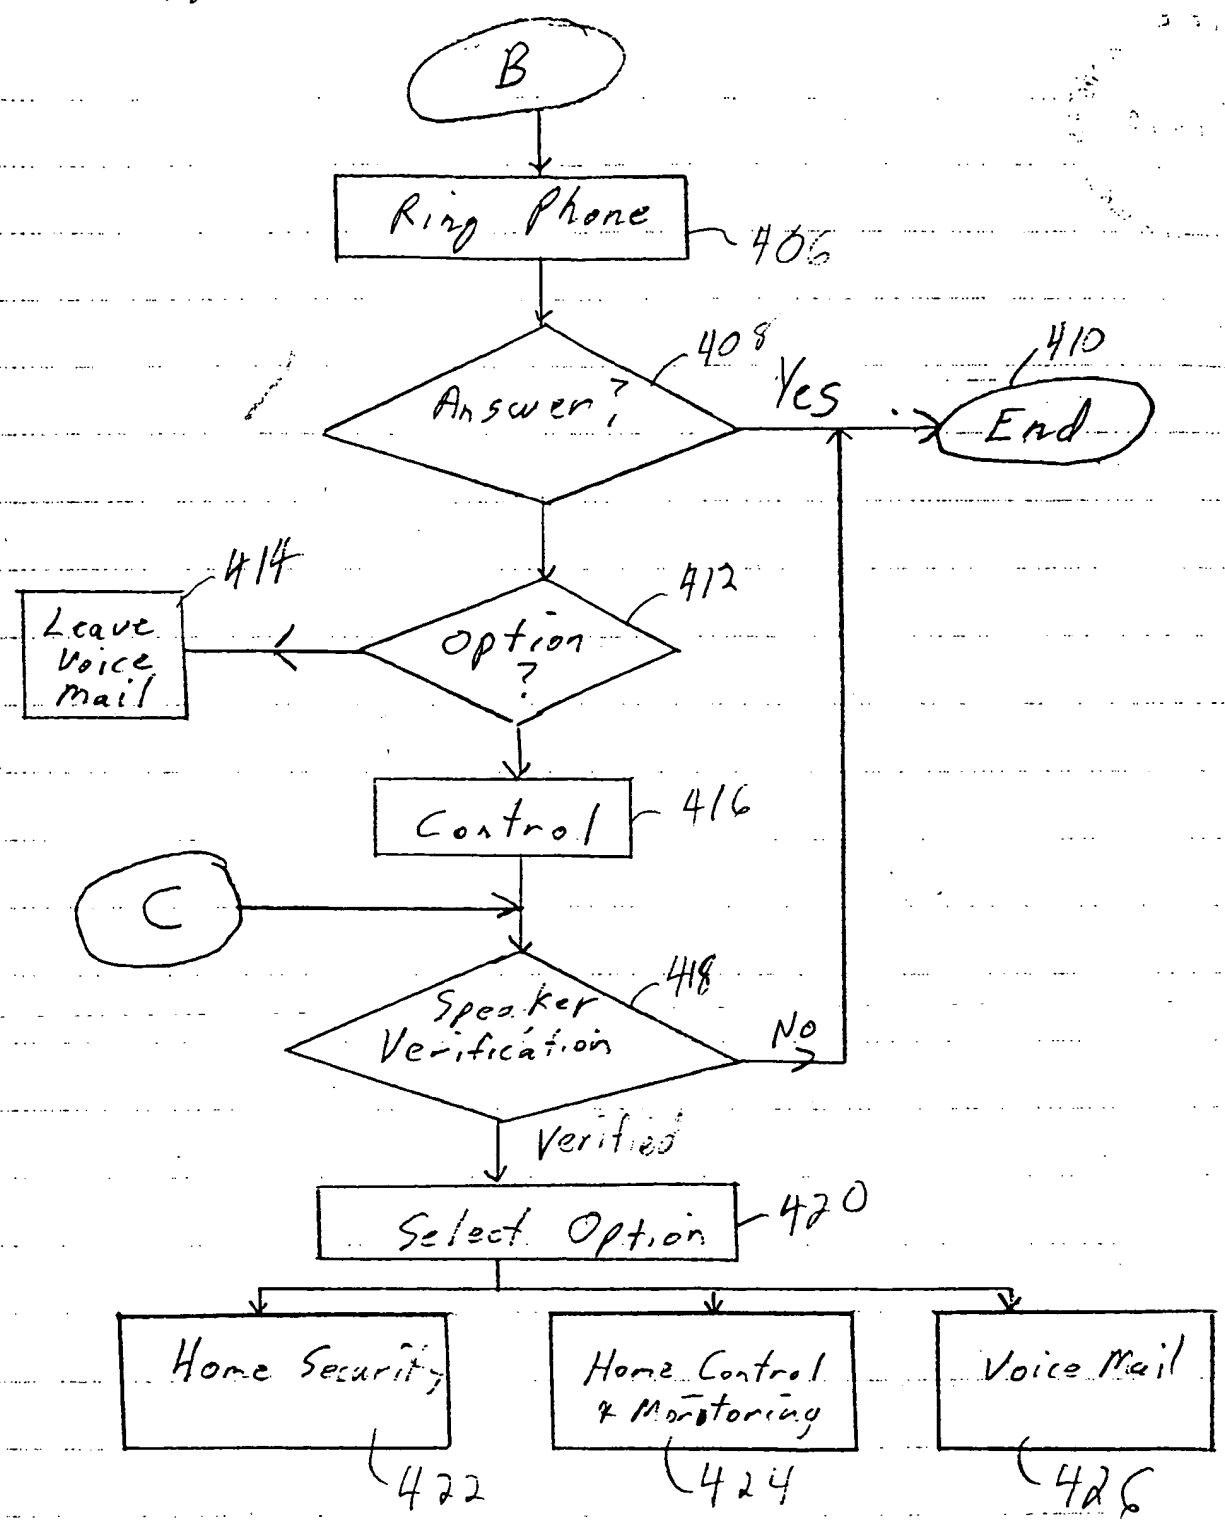 B
Ring Phone
406
408
Answer?
Yes
410
End
414
Leave
Voice
Mail
412
Option
?
Control
416
C
418
Speaker
Verification
No
Verified
Select Option
420
Home Security
422
Home Control
& Monitoring
424
Voice Mail
426